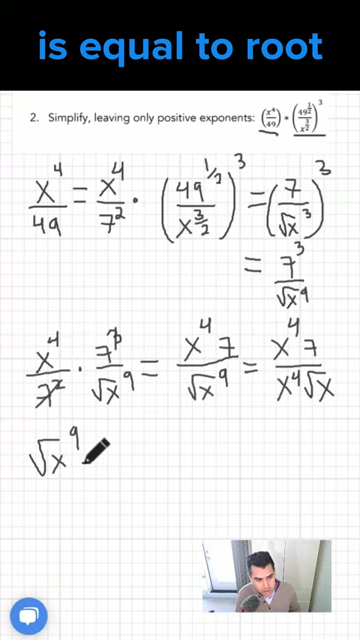 is equal to root
2. Simplify, leaving only positive exponents: (x⁴/49) • (49^(1/2)/x^(3/2))³
x⁴/49 = x⁴/7² · (49^(1/2)/x^(3/2))³ = (7/√x³)³
= 7³/√x⁹
x⁴/7² · 7³/√x⁹ = x⁴7/√x⁹ = x⁴7/x⁴√x
√x⁹